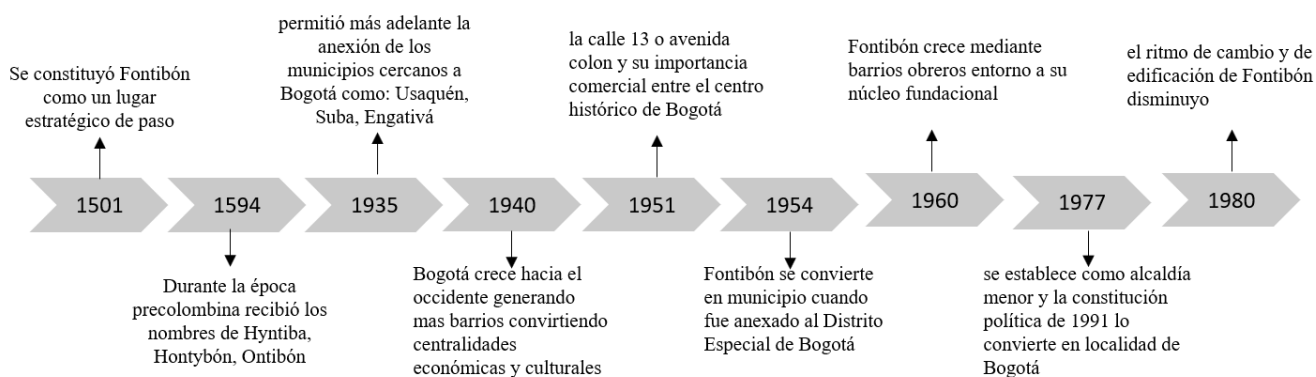 Se constituyó Fontibón
como un lugar
estratégico de paso
permitió más adelante la
anexión de los
municipios cercanos a
Bogotá como: Usaquén,
Suba, Engativá
la calle 13 o avenida
colon y su importancia
comercial entre el centro
histórico de Bogotá
Fontibón crece mediante
barrios obreros entorno a su
núcleo fundacional
el ritmo de cambio y de
edificación de Fontibón
disminuyo
1501
1594
1935
1940
1951
1954
1960
1977
1980
Durante la época
precolombina recibió los
nombres de Hyntiba,
Hontybón, Ontibón
Bogotá crece hacia el
occidente generando
mas barrios convirtiendo
centralidades
económicas y culturales
Fontibón se convierte
en municipio cuando
fue anexado al Distrito
Especial de Bogotá
se establece como alcaldía
menor y la constitución
política de 1991 lo
convierte en localidad de
Bogotá